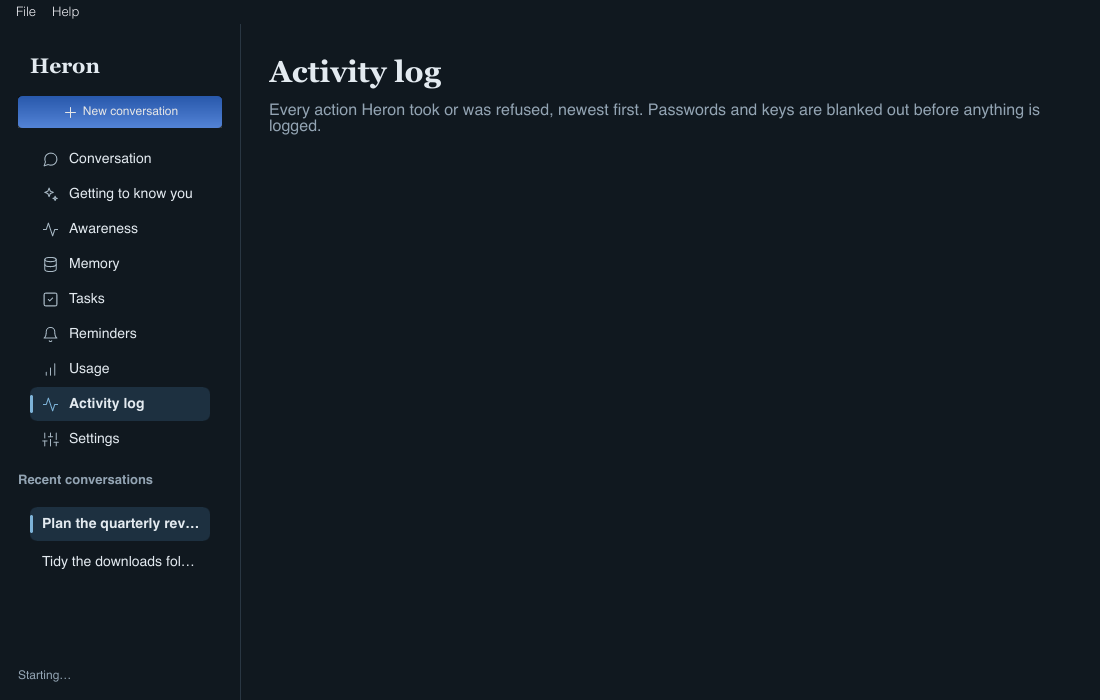 File Help
Heron
New conversation
Conversation
Getting to know you
Awareness
Memory
Tasks
Reminders
Usage
Activity log
Settings
Recent conversations
Plan the quarterly rev…
Tidy the downloads fol…
Starting…
Activity log
Every action Heron took or was refused, newest first. Passwords and keys are blanked out before anything is
logged.